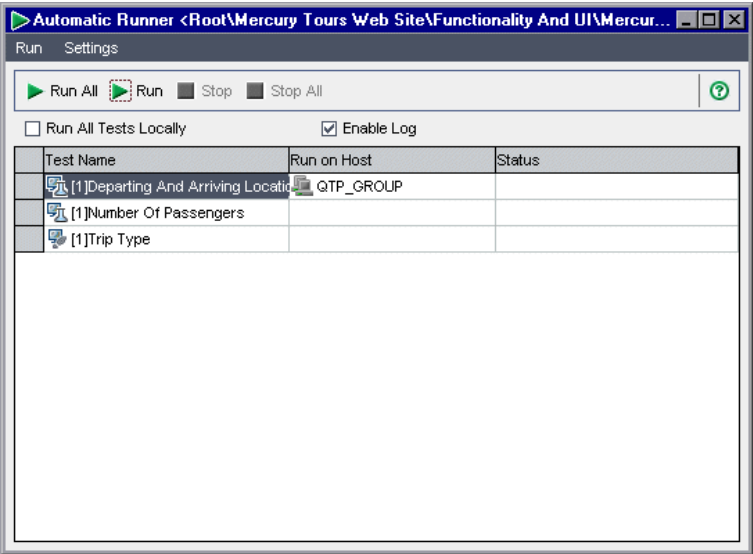 Automatic Runner <Root\Mercury Tours Web Site\Functionality And UI\Mercur...
Run Settings
Run All Run Stop Stop All ?
Run All Tests Locally Enable Log
Test Name Run on Host Status
[1]Departing And Arriving Locatio QTP_GROUP
[1]Number Of Passengers
[1]Trip Type